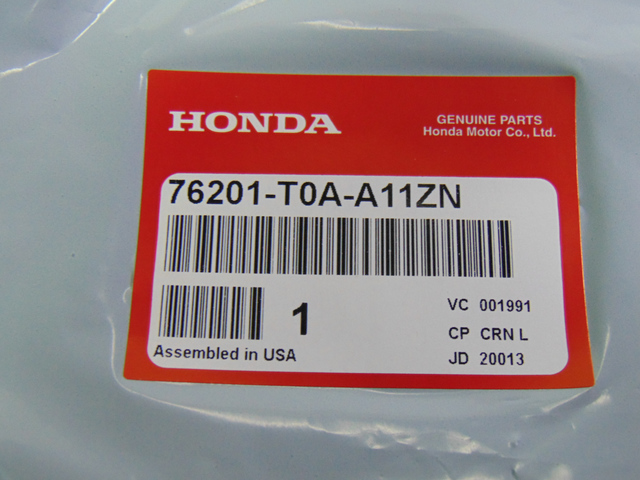 HONDA
GENUINE PARTS
Honda Motor Co., Ltd.
76201-T0A-A11ZN
1
VC 001991
CP CRN L
JD 20013
Assembled in USA